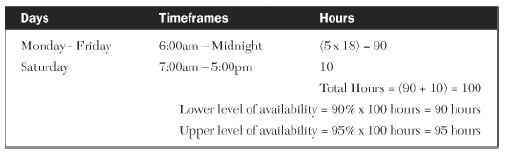 Days Timeframes Hours
Monday - Friday 6:00am – Midnight (5 x 18) = 90
Saturday 7:00am – 5:00pm 10
Total Hours = (90 + 10) = 100
Lower level of availability = 90% x 100 hours = 90 hours
Upper level of availability = 95% x 100 hours = 95 hours